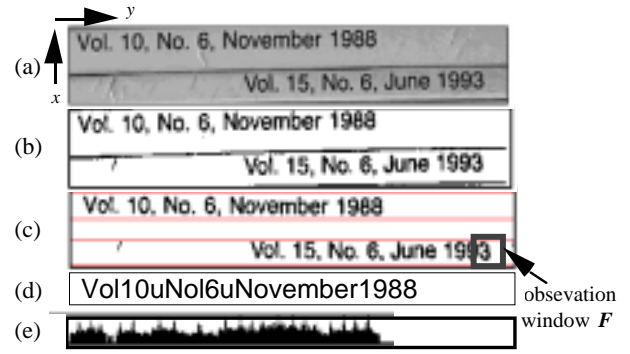 y
x
(a)
Vol. 10, No. 6, November 1988
Vol. 15, No. 6, June 1993
(b)
Vol. 10, No. 6, November 1988
Vol. 15, No. 6, June 1993
(c)
Vol. 10, No. 6, November 1988
Vol. 15, No. 6, June 1993
(d)
Vol10uNol6uNovember1988
obsevation
window F
(e)